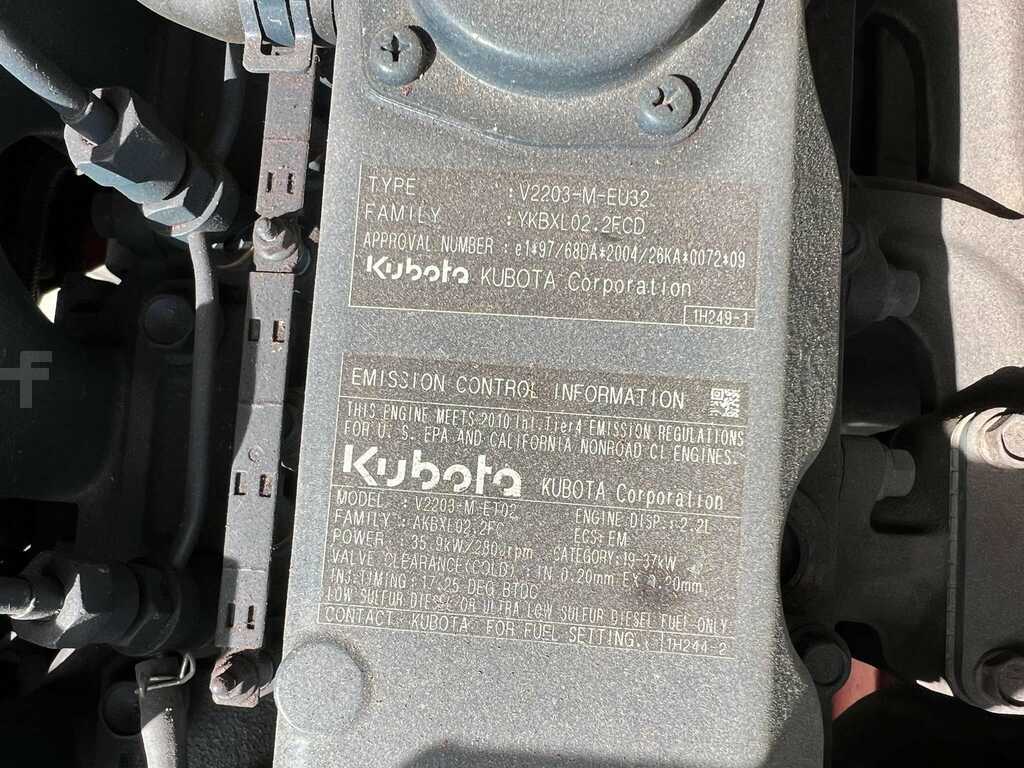 TYPE : V2203-M-EU32
FAMILY : YKBXL02.2FCD
APPROVAL NUMBER : e1*97/68DA*2004/26KA*0072*09
Kubota KUBOTA Corporation
1H249-1
EMISSION CONTROL INFORMATION
THIS ENGINE MEETS 2010 Int.Tier4 EMISSION REGULATIONS
FOR U. S. EPA AND CALIFORNIA NONROAD CI ENGINES.
Kubota KUBOTA Corporation
MODEL : V2203-M-ET02 ENGINE DISP.: 2.2L
FAMILY : AKBXL02.2FC ECS: EM
POWER : 35.9kW/2800rpm CATEGORY: 19-37kW
VALVE CLEARANCE(COLD): IN 0.20mm EX 0.20mm
INJ.TIMING : 17.25 DEG BTDC
LOW SULFUR DIESEL OR ULTRA LOW SULFUR DIESEL FUEL ONLY
CONTACT KUBOTA FOR FUEL SETTING. 1H244-2